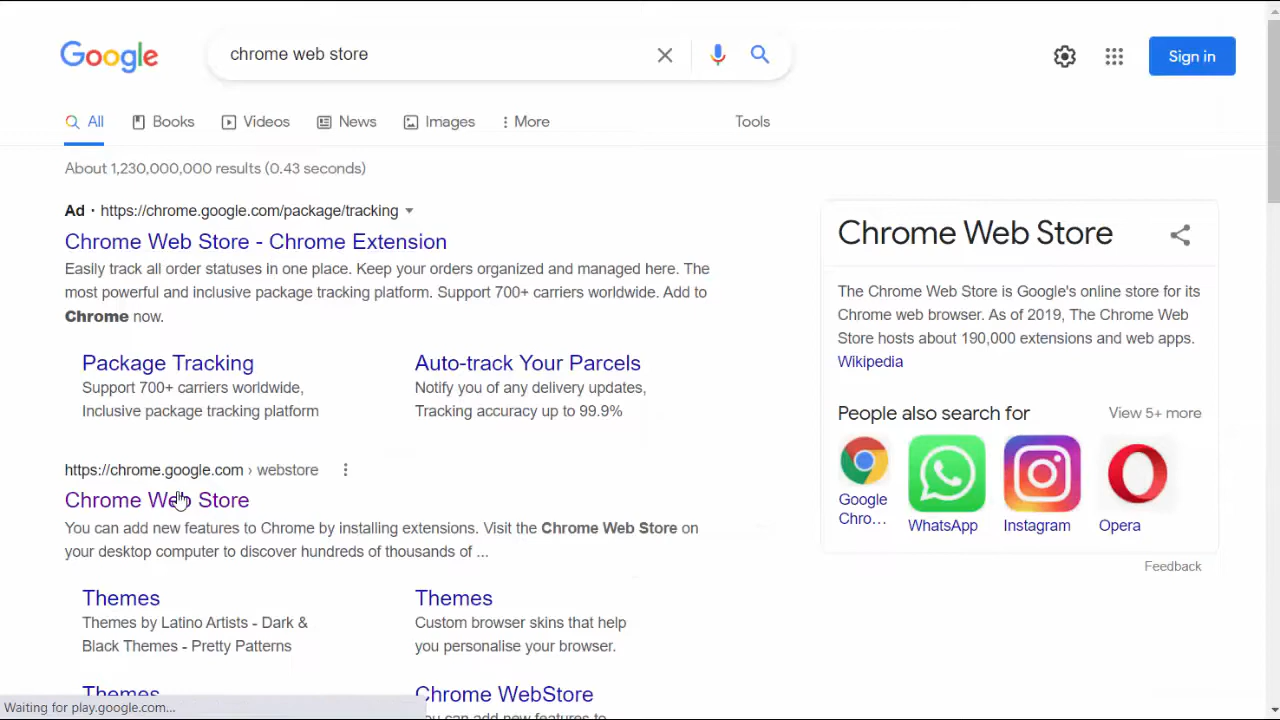 Google
chrome web store
Sign in
All
Books
Videos
News
Images
More
Tools
About 1,230,000,000 results (0.43 seconds)
Ad · https://chrome.google.com/package/tracking
Chrome Web Store - Chrome Extension
Easily track all order statuses in one place. Keep your orders organized and managed here. The
most powerful and inclusive package tracking platform. Support 700+ carriers worldwide. Add to
Chrome now.
Package Tracking
Support 700+ carriers worldwide,
Inclusive package tracking platform
Auto-track Your Parcels
Notify you of any delivery updates,
Tracking accuracy up to 99.9%
https://chrome.google.com › webstore
Chrome Web Store
You can add new features to Chrome by installing extensions. Visit the Chrome Web Store on
your desktop computer to discover hundreds of thousands of ...
Themes
Themes by Latino Artists - Dark &
Black Themes - Pretty Patterns
Themes
Custom browser skins that help
you personalise your browser.
Themes
Chrome WebStore
You can add new features to
Waiting for play.google.com...
Chrome Web Store
The Chrome Web Store is Google's online store for its
Chrome web browser. As of 2019, The Chrome Web
Store hosts about 190,000 extensions and web apps.
Wikipedia
People also search for
View 5+ more
Google
Chro...
WhatsApp
Instagram
Opera
Feedback